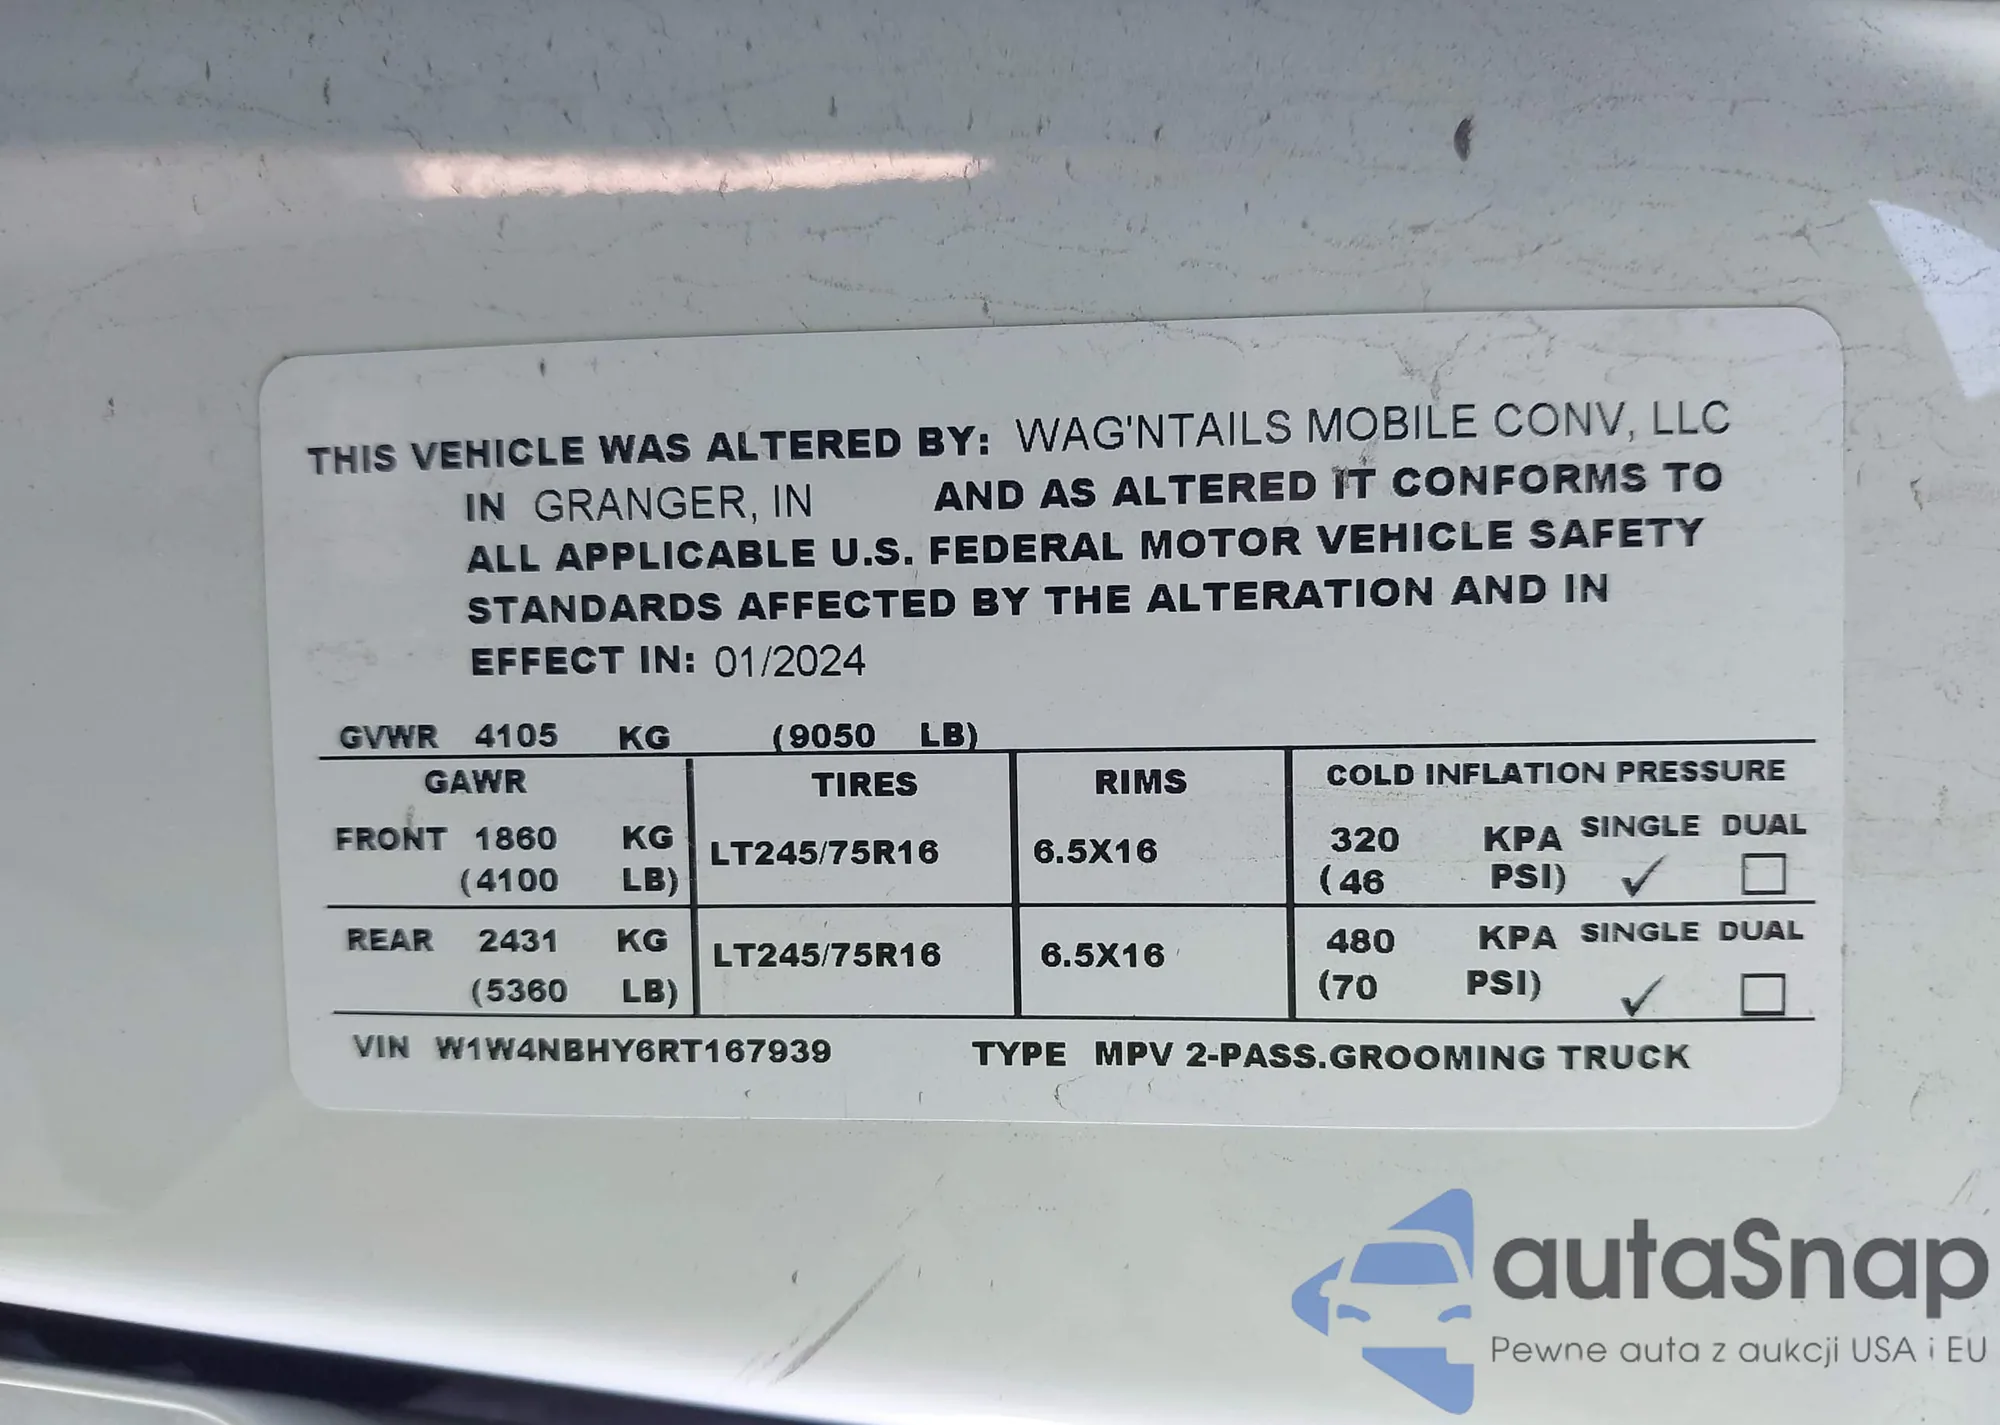 THIS VEHICLE WAS ALTERED BY: WAG'NTAILS MOBILE CONV, LLC
IN GRANGER, IN AND AS ALTERED IT CONFORMS TO
ALL APPLICABLE U.S. FEDERAL MOTOR VEHICLE SAFETY
STANDARDS AFFECTED BY THE ALTERATION AND IN
EFFECT IN: 01/2024
GVWR 4105 KG (9050 LB)
GAWR TIRES RIMS COLD INFLATION PRESSURE
FRONT 1860 KG LT245/75R16 6.5X16 320 KPA SINGLE DUAL
(4100 LB) (46 PSI) ✓ ☐
REAR 2431 KG LT245/75R16 6.5X16 480 KPA SINGLE DUAL
(5360 LB) (70 PSI) ✓ ☐
VIN W1W4NBHY6RT167939 TYPE MPV 2-PASS.GROOMING TRUCK
autaSnap
Pewne auta z aukcji USA i EU